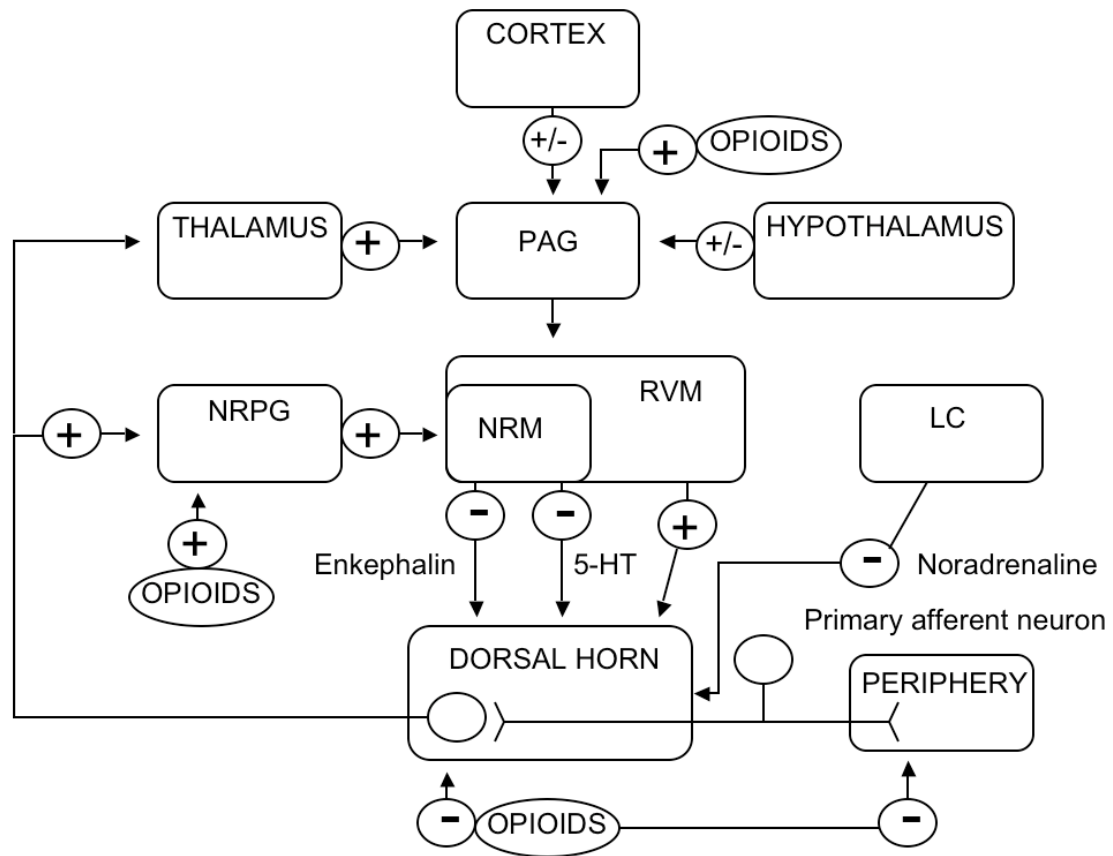 CORTEX
+/-
+ OPIOIDS
THALAMUS
+
PAG
+/-
HYPOTHALAMUS
+
NRPG
+
NRM
RVM
LC
+
OPIOIDS
-
-
+
Enkephalin
5-HT
-
Noradrenaline
Primary afferent neuron
DORSAL HORN
PERIPHERY
- OPIOIDS
-